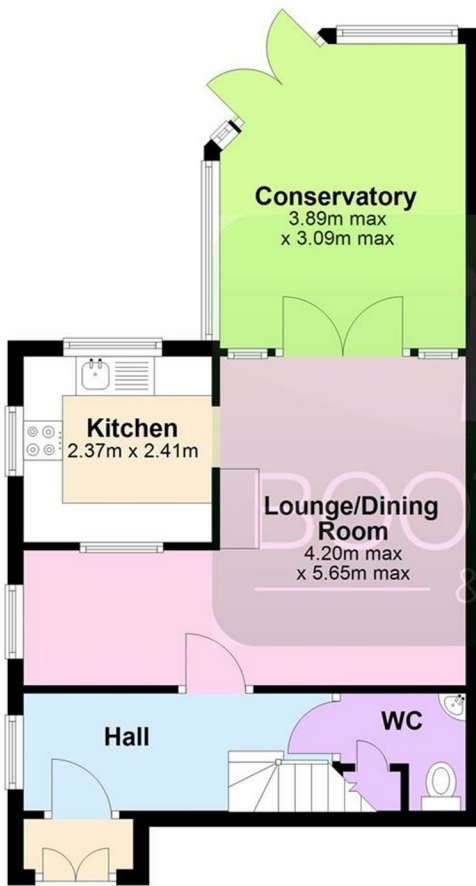 Conservatory
3.89m max
x 3.09m max
Kitchen
2.37m x 2.41m
Lounge/Dining
Room
4.20m max
x 5.65m max
Hall
WC